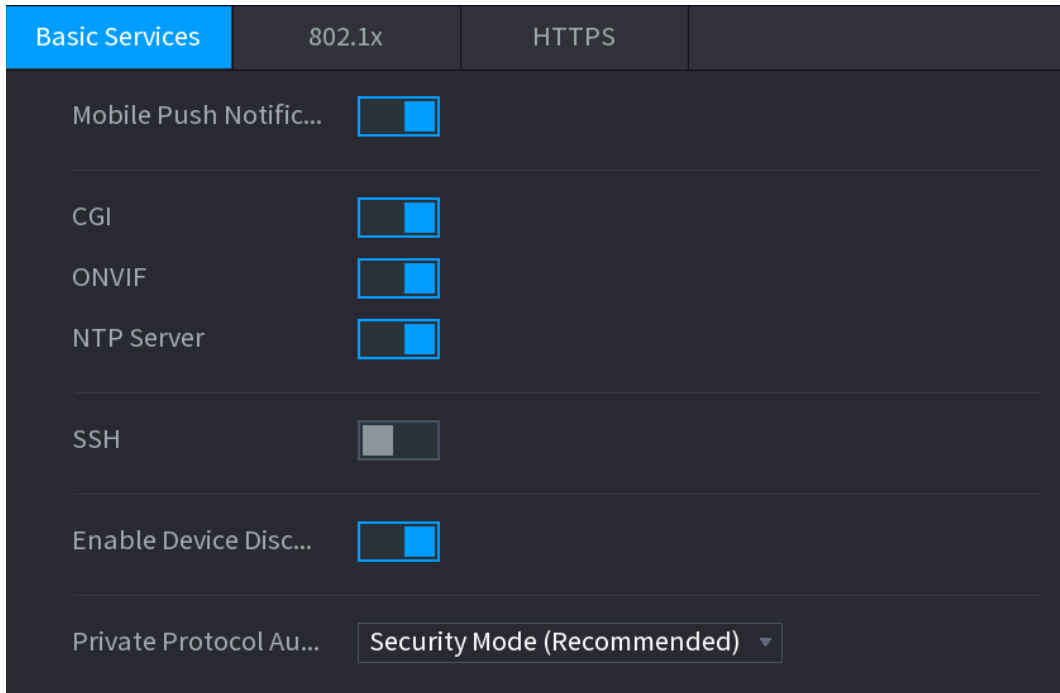 Basic Services 802.1x HTTPS
Mobile Push Notific...
CGI
ONVIF
NTP Server
SSH
Enable Device Disc...
Private Protocol Au... Security Mode (Recommended)